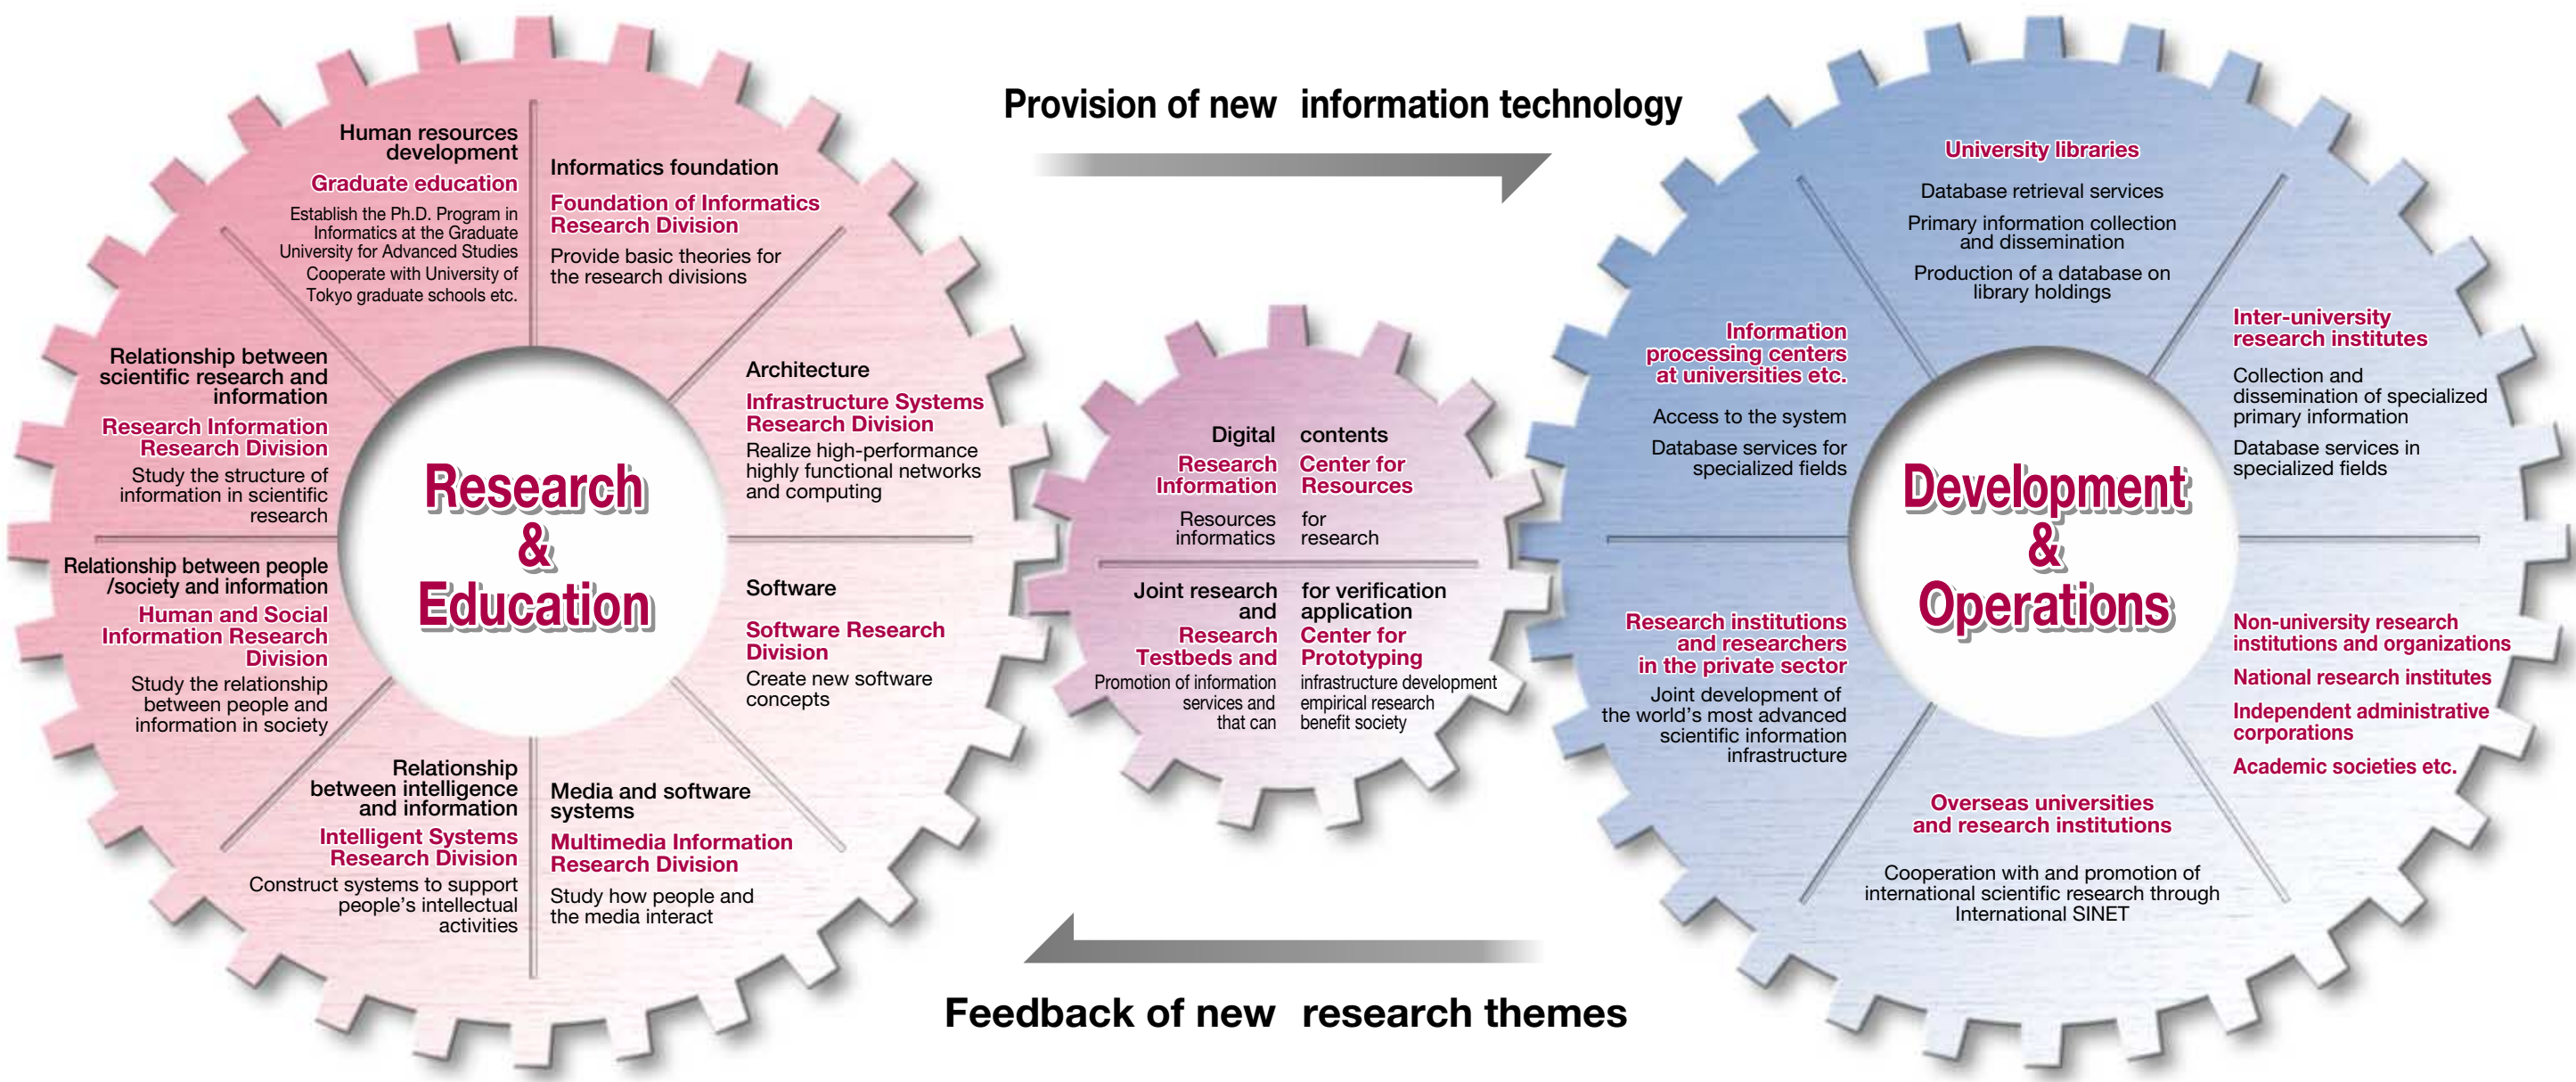 Provision of new information technology
Human resources
development
Graduate education
Establish the Ph.D. Program in
Informatics at the Graduate
University for Advanced Studies
Cooperate with University of
Tokyo graduate schools etc.
Informatics foundation
Foundation of Informatics
Research Division
Provide basic theories for
the research divisions
Architecture
Infrastructure Systems
Research Division
Realize high-performance
highly functional networks
and computing
Software
Software Research
Division
Create new software
concepts
Media and software
systems
Multimedia Information
Research Division
Study how people and
the media interact
Relationship
between intelligence
and information
Intelligent Systems
Research Division
Construct systems to support
people's intellectual
activities
Relationship between people
/society and information
Human and Social
Information Research
Division
Study the relationship
between people and
information in society
Relationship between
scientific research and
information
Research Information
Research Division
Study the structure of
information in scientific
research
Research
&
Education
Digital contents
Research Center for
Information Resources
Resources for
informatics research
Joint research for verification
and application
Research Center for
Testbeds and Prototyping
Promotion of information infrastructure development
services and empirical research
that can benefit society
University libraries
Database retrieval services
Primary information collection
and dissemination
Production of a database on
library holdings
Inter-university
research institutes
Collection and
dissemination of specialized
primary information
Database services in
specialized fields
Non-university research
institutions and organizations
National research institutes
Independent administrative
corporations
Academic societies etc.
Overseas universities
and research institutions
Cooperation with and promotion of
international scientific research through
International SINET
Research institutions
and researchers
in the private sector
Joint development of
the world's most advanced
scientific information
infrastructure
Information
processing centers
at universities etc.
Access to the system
Database services for
specialized fields
Development
&
Operations
Feedback of new research themes